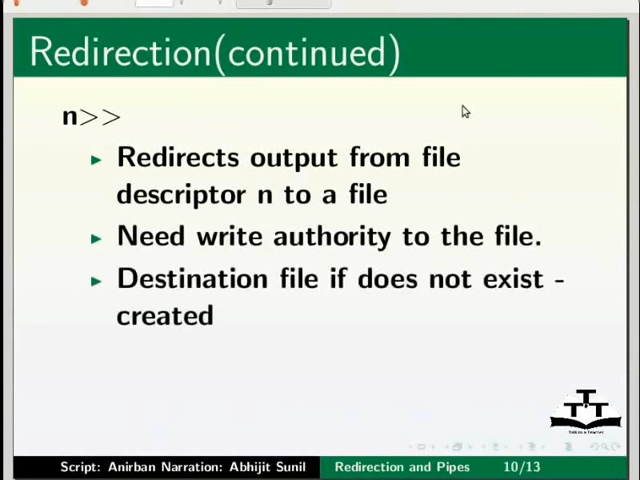 Redirection(continued)
n>>
Redirects output from file
descriptor n to a file
Need write authority to the file.
Destination file if does not exist -
created
TTT
Script: Anirban Narration: Abhijit Sunil Redirection and Pipes 10/13